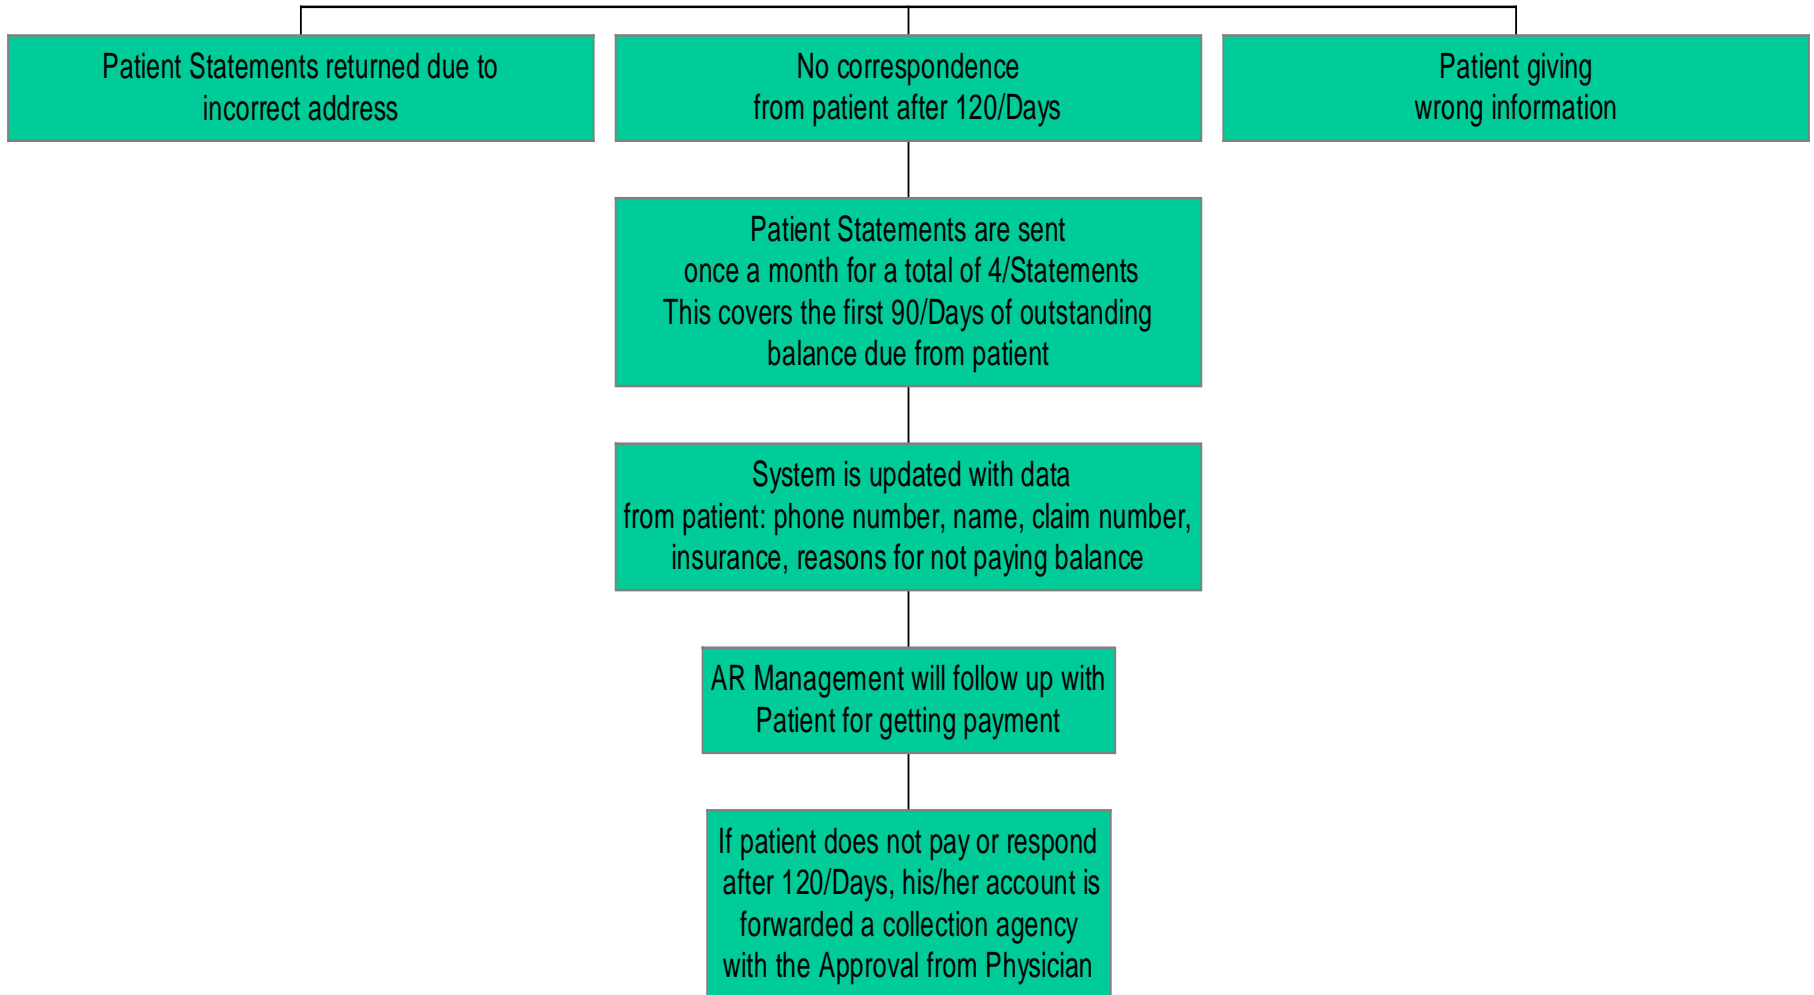 Patient Statements returned due to
incorrect address
No correspondence
from patient after 120/Days
Patient giving
wrong information
Patient Statements are sent
once a month for a total of 4/Statements
This covers the first 90/Days of outstanding
balance due from patient
System is updated with data
from patient: phone number, name, claim number,
insurance, reasons for not paying balance
AR Management will follow up with
Patient for getting payment
If patient does not pay or respond
after 120/Days, his/her account is
forwarded a collection agency
with the Approval from Physician